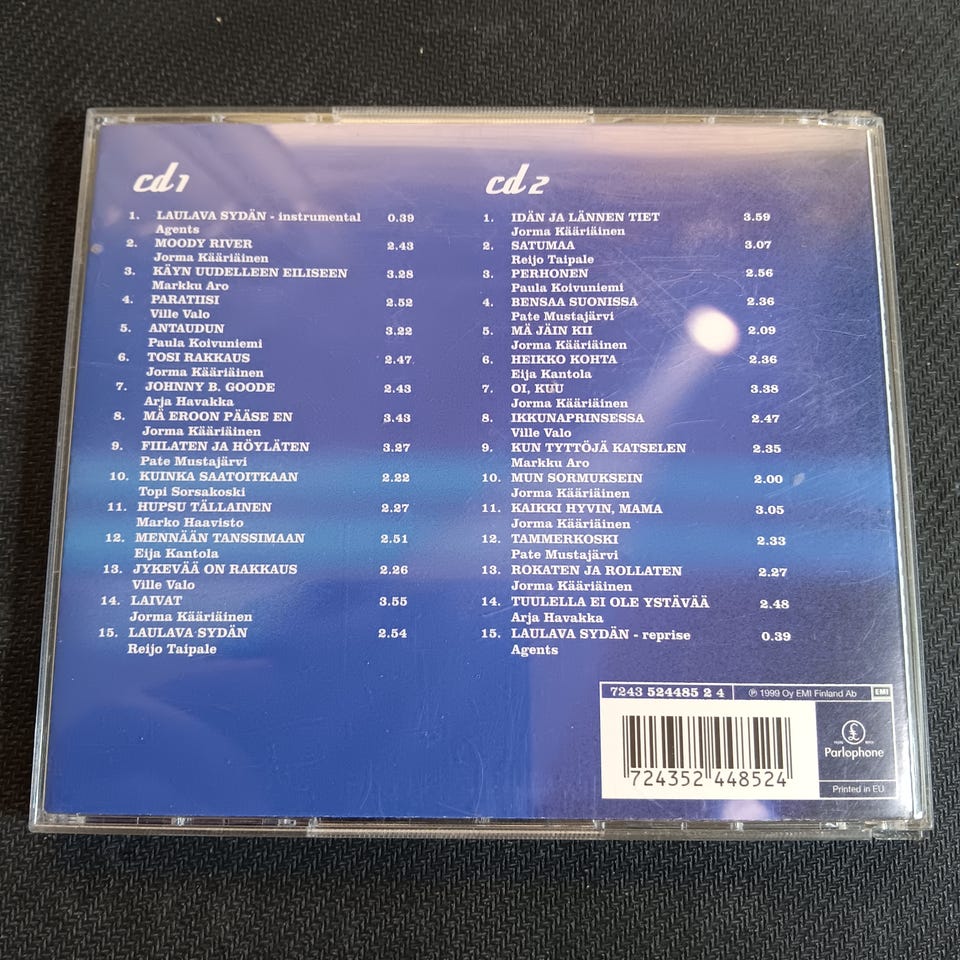 cd 1
1. LAULAVA SYDÄN - instrumental 0.39
Agents
2. MOODY RIVER 2.43
Jorma Kääriäinen
3. KÄYN UUDELLEEN EILISEEN 3.28
Markku Aro
4. PARATIISI 2.52
Ville Valo
5. ANTAUDUN 3.22
Paula Koivuniemi
6. TOSI RAKKAUS 2.47
Jorma Kääriäinen
7. JOHNNY B. GOODE 2.43
Arja Havakka
8. MÄ EROON PÄÄSE EN 3.43
Jorma Kääriäinen
9. FIILATEN JA HÖYLÄTEN 3.27
Pate Mustajärvi
10. KUINKA SAATOITKAAN 2.22
Topi Sorsakoski
11. HUPSU TÄLLAINEN 2.27
Marko Haavisto
12. MENNÄÄN TANSSIMAAN 2.51
Eija Kantola
13. JYKEVÄÄ ON RAKKAUS 2.26
Ville Valo
14. LAIVAT 3.55
Jorma Kääriäinen
15. LAULAVA SYDÄN 2.54
Reijo Taipale
cd 2
1. IDÄN JA LÄNNEN TIET 3.59
Jorma Kääriäinen
2. SATUMAA 3.07
Reijo Taipale
3. PERHONEN 2.56
Paula Koivuniemi
4. BENSAA SUONISSA 2.36
Pate Mustajärvi
5. MÄ JÄIN KII 2.09
Jorma Kääriäinen
6. HEIKKO KOHTA 2.36
Eija Kantola
7. OI, KUU 3.38
Jorma Kääriäinen
8. IKKUNAPRINSESSA 2.47
Ville Valo
9. KUN TYTTÖJÄ KATSELEN 2.35
Markku Aro
10. MUN SORMUKSEIN 2.00
Jorma Kääriäinen
11. KAIKKI HYVIN, MAMA 3.05
Jorma Kääriäinen
12. TAMMERKOSKI 2.33
Pate Mustajärvi
13. ROKATEN JA ROLLATEN 2.27
Jorma Kääriäinen
14. TUULELLA EI OLE YSTÄVÄÄ 2.48
Arja Havakka
15. LAULAVA SYDÄN - reprise 0.39
Agents
7243 524485 2 4 ℗ 1999 Oy EMI Finland Ab EMI
£
Parlophone
7 24352 44852 4
Printed in EU